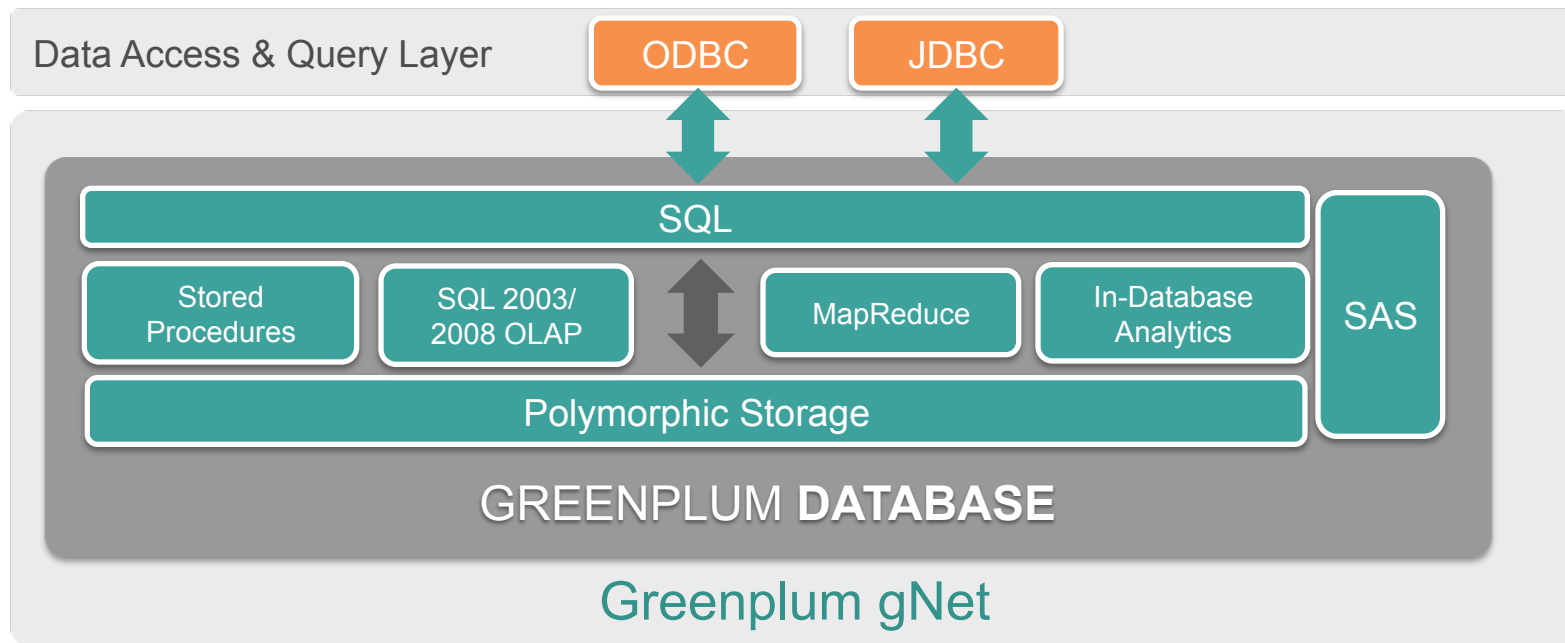 Data Access & Query Layer
ODBC
JDBC
SQL
Stored
Procedures
SQL 2003/
2008 OLAP
MapReduce
In-Database
Analytics
SAS
Polymorphic Storage
GREENPLUM DATABASE
Greenplum gNet